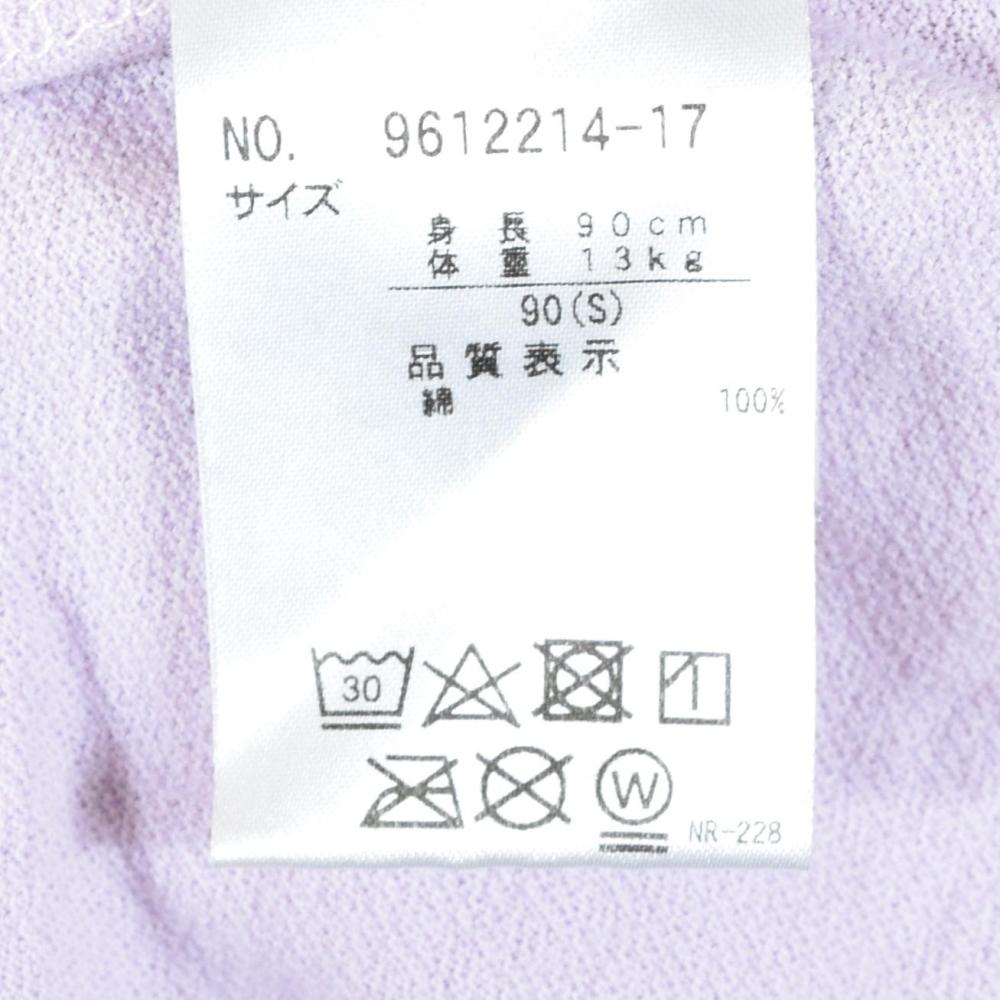 NO. 9612214-17
サイズ
身長 90cm
体重 13kg
90(S)
品質表示
綿 100%
30
W
NR-228